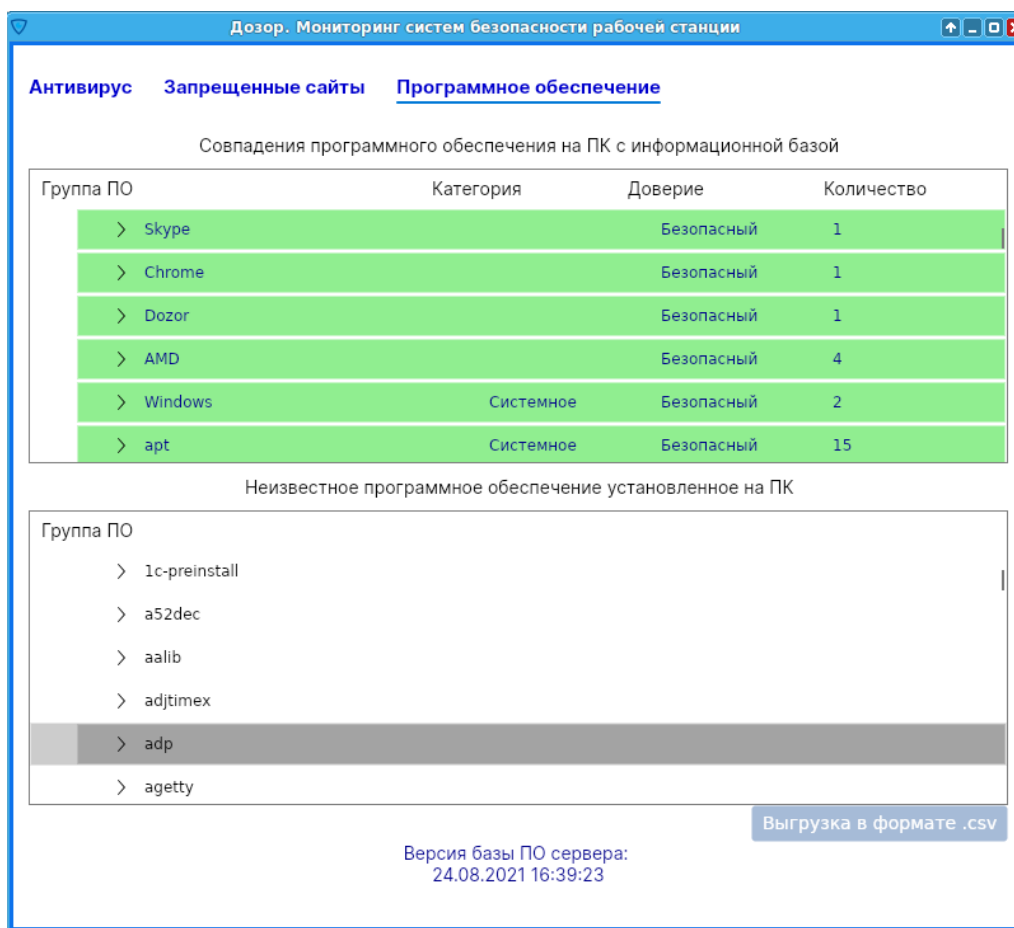 Дозор. Мониторинг систем безопасности рабочей станции
Антивирус Запрещенные сайты Программное обеспечение
Совпадения программного обеспечения на ПК с информационной базой
Группа ПО Категория Доверие Количество
Skype Безопасный 1
Chrome Безопасный 1
Dozor Безопасный 1
AMD Безопасный 4
Windows Системное Безопасный 2
apt Системное Безопасный 15
Неизвестное программное обеспечение установленное на ПК
Группа ПО
1c-preinstall
a52dec
aalib
adjtimex
adp
agetty
Выгрузка в формате .csv
Версия базы ПО сервера:
24.08.2021 16:39:23